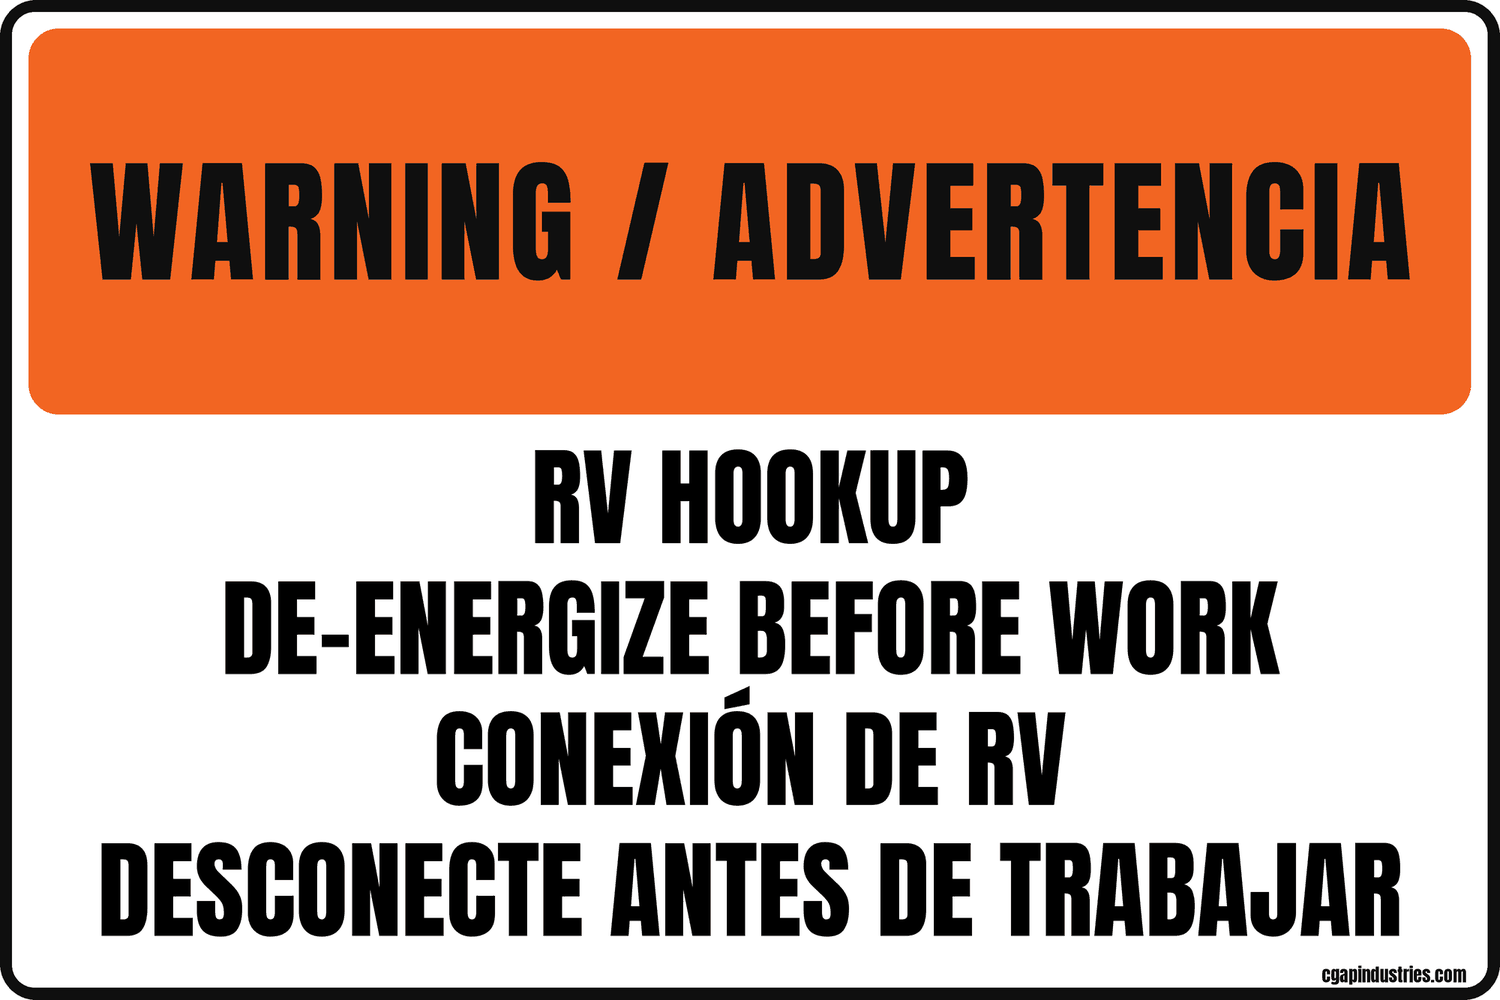 WARNING / ADVERTENCIA
RV HOOKUP
DE-ENERGIZE BEFORE WORK
CONEXIÓN DE RV
DESCONECTE ANTES DE TRABAJAR
cgapindustries.com